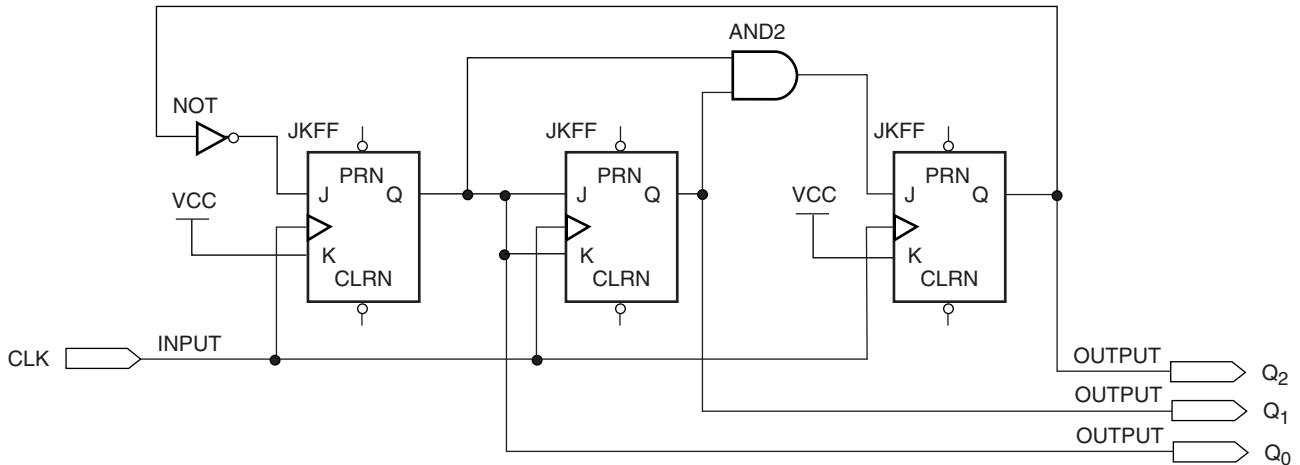 AND2
NOT
JKFF
JKFF
JKFF
PRN
PRN
PRN
VCC
J
Q
J
Q
VCC
J
Q
K
K
K
CLRN
CLRN
CLRN
CLK
INPUT
OUTPUT
Q2
OUTPUT
Q1
OUTPUT
Q0